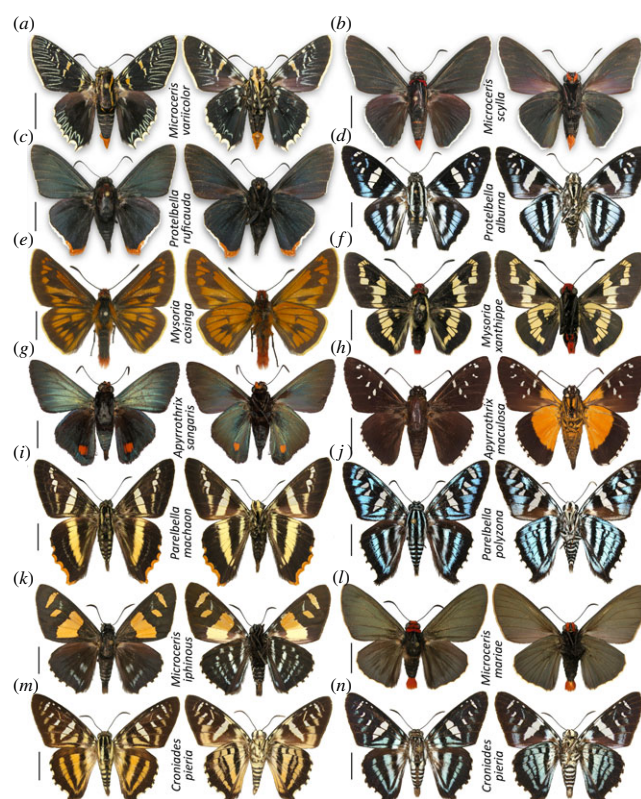 (a)
Microceris
variicolor
(b)
Microceris
scylla
(c)
Protelbella
ruficauda
(d)
Protelbella
alburna
(e)
Mysoria
cosinga
(f)
Mysoria
xanthippe
(g)
Apyrrothrix
sangaris
(h)
Apyrrothrix
maculosa
(i)
Parelbella
machaon
(j)
Parelbella
polyzona
(k)
Microceris
iphinous
(l)
Microceris
mariae
(m)
Croniades
pieria
(n)
Croniades
pieria